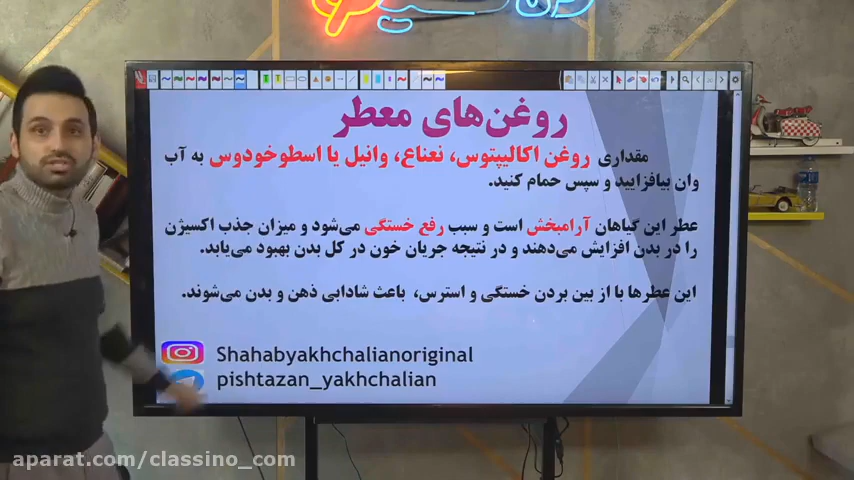 روغن‌های معطر
مقداری روغن اکالیپتوس، نعناع، وانیل یا اسطوخودوس به آب
وان بیافزایید و سپس حمام کنید.
عطر این گیاهان آرامبخش است و سبب رفع خستگی می‌شود و میزان جذب اکسیژن
را در بدن افزایش می‌دهند و در نتیجه جریان خون در کل بدن بهبود می‌یابد.
این عطرها با از بین بردن خستگی و استرس، باعث شادابی ذهن و بدن می‌شوند.
Shahabyakhchalianoriginal
pishtazan_yakhchalian
aparat.com/classino_com